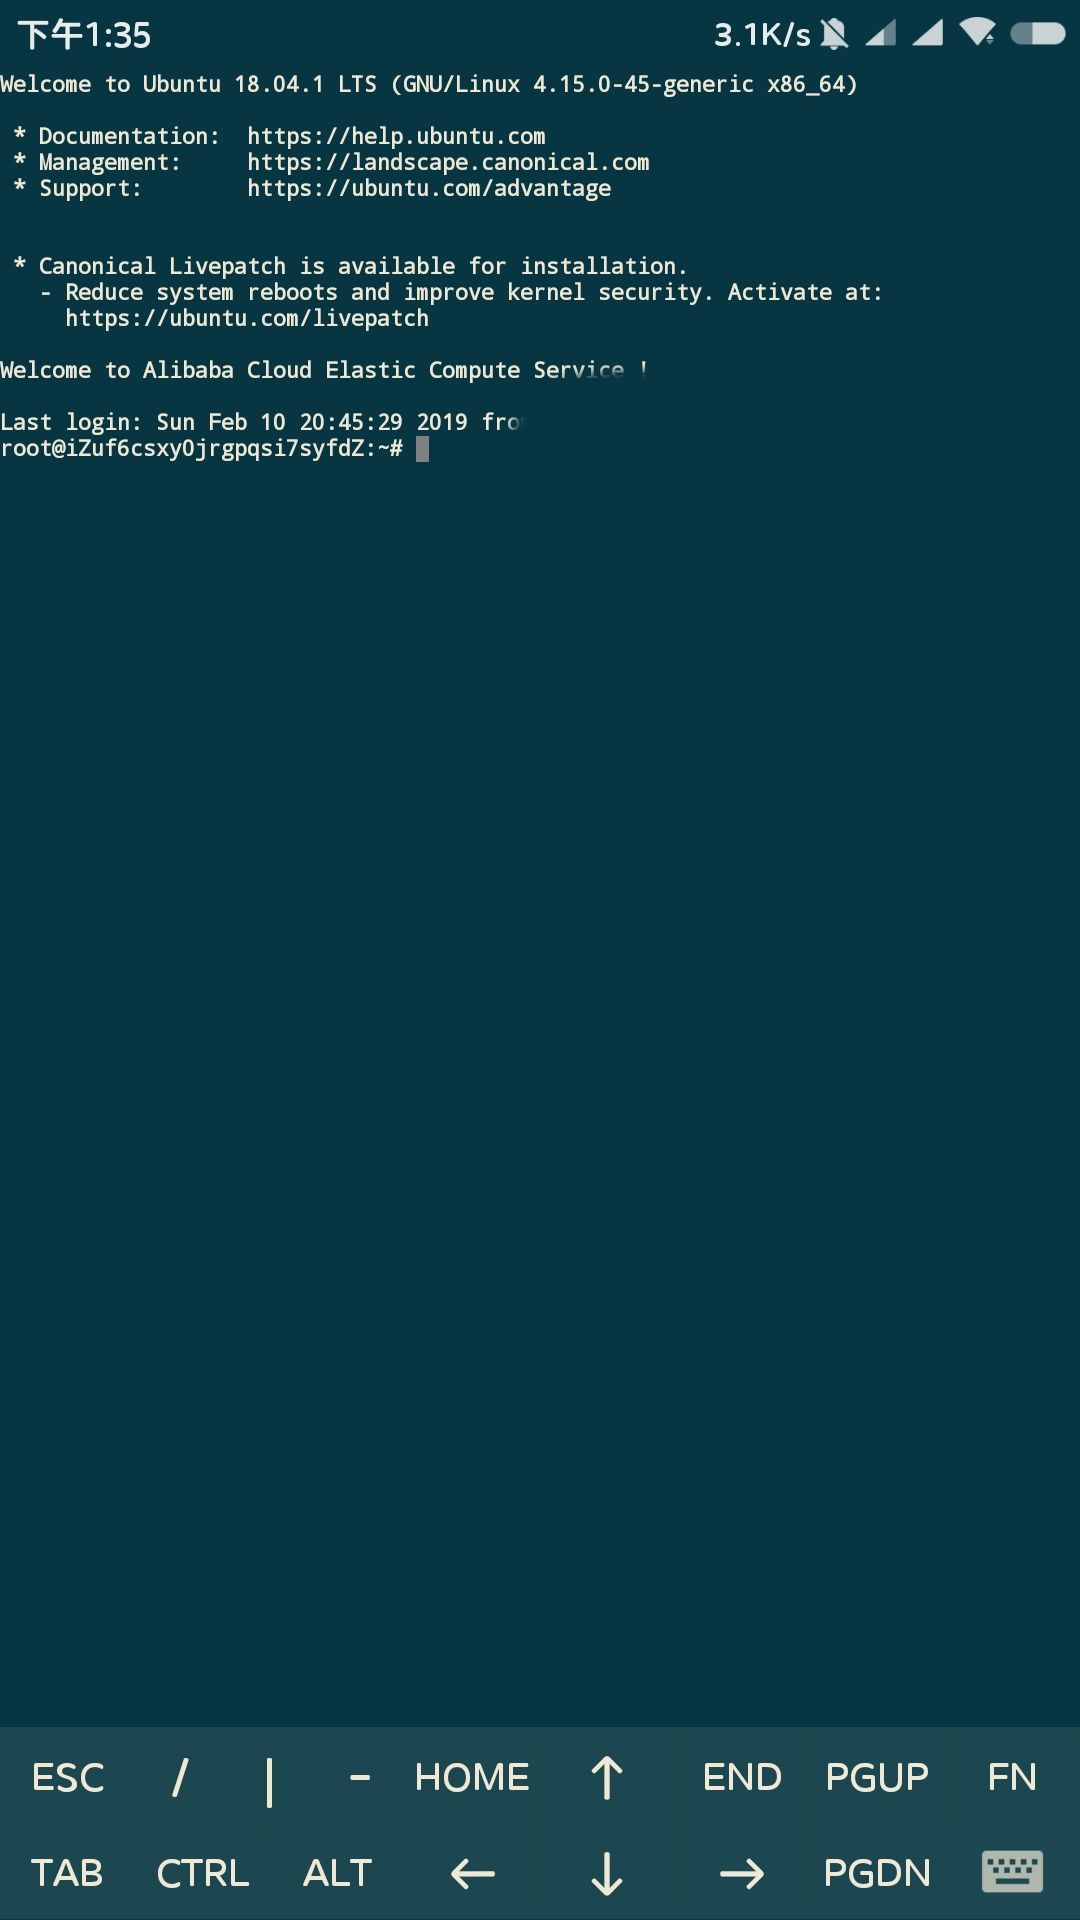 下午1:35 3.1K/s
Welcome to Ubuntu 18.04.1 LTS (GNU/Linux 4.15.0-45-generic x86_64)
* Documentation: https://help.ubuntu.com
* Management: https://landscape.canonical.com
* Support: https://ubuntu.com/advantage
* Canonical Livepatch is available for installation.
- Reduce system reboots and improve kernel security. Activate at:
https://ubuntu.com/livepatch
Welcome to Alibaba Cloud Elastic Compute Service !
Last login: Sun Feb 10 20:45:29 2019 from
root@iZuf6csxy0jrgpqsi7syfdZ:~#
ESC / | - HOME ↑ END PGUP FN
TAB CTRL ALT ← ↓ → PGDN